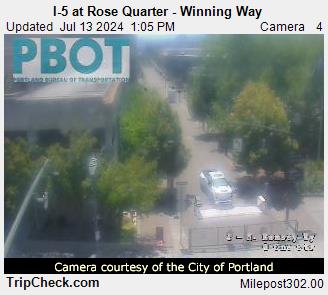 I-5 at Rose Quarter - Winning Way
Updated Jul 13 2024 1:05 PM Camera 4
PBOT
PORTLAND BUREAU OF TRANSPORTATION
Camera courtesy of the City of Portland
TripCheck.com Milepost302.00